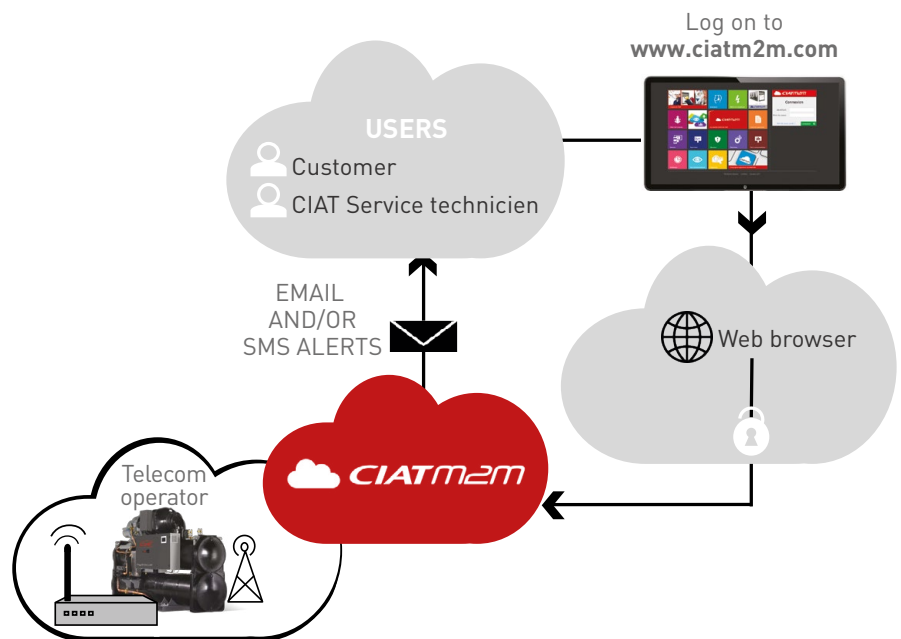 Log on to
www.ciatm2m.com
USERS
Customer
CIAT Service technicien
EMAIL
AND/OR
SMS ALERTS
Web browser
CIATM2M
Telecom
operator